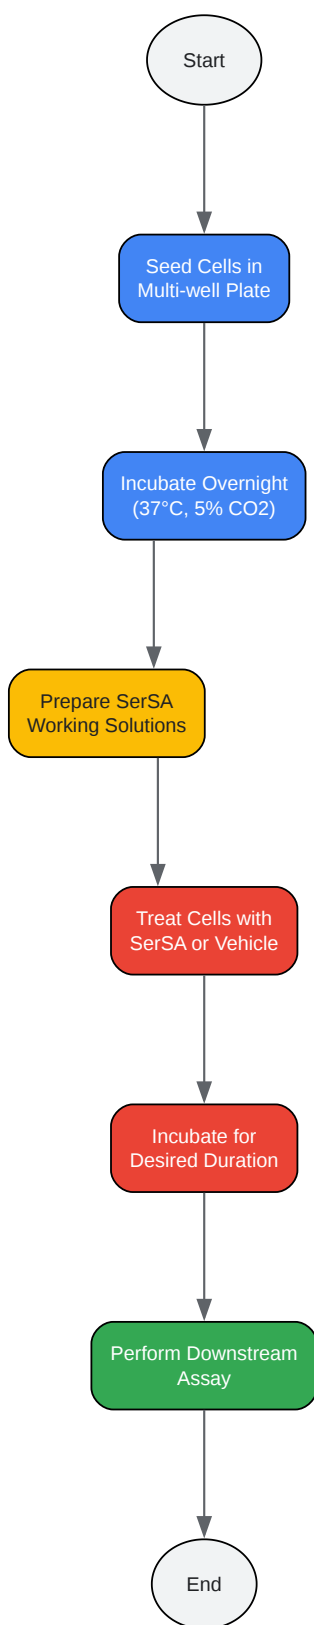 Start
Seed Cells in
Multi-well Plate
Incubate Overnight
(37°C, 5% CO2)
Prepare SerSA
Working Solutions
Treat Cells with
SerSA or Vehicle
Incubate for
Desired Duration
Perform Downstream
Assay
End